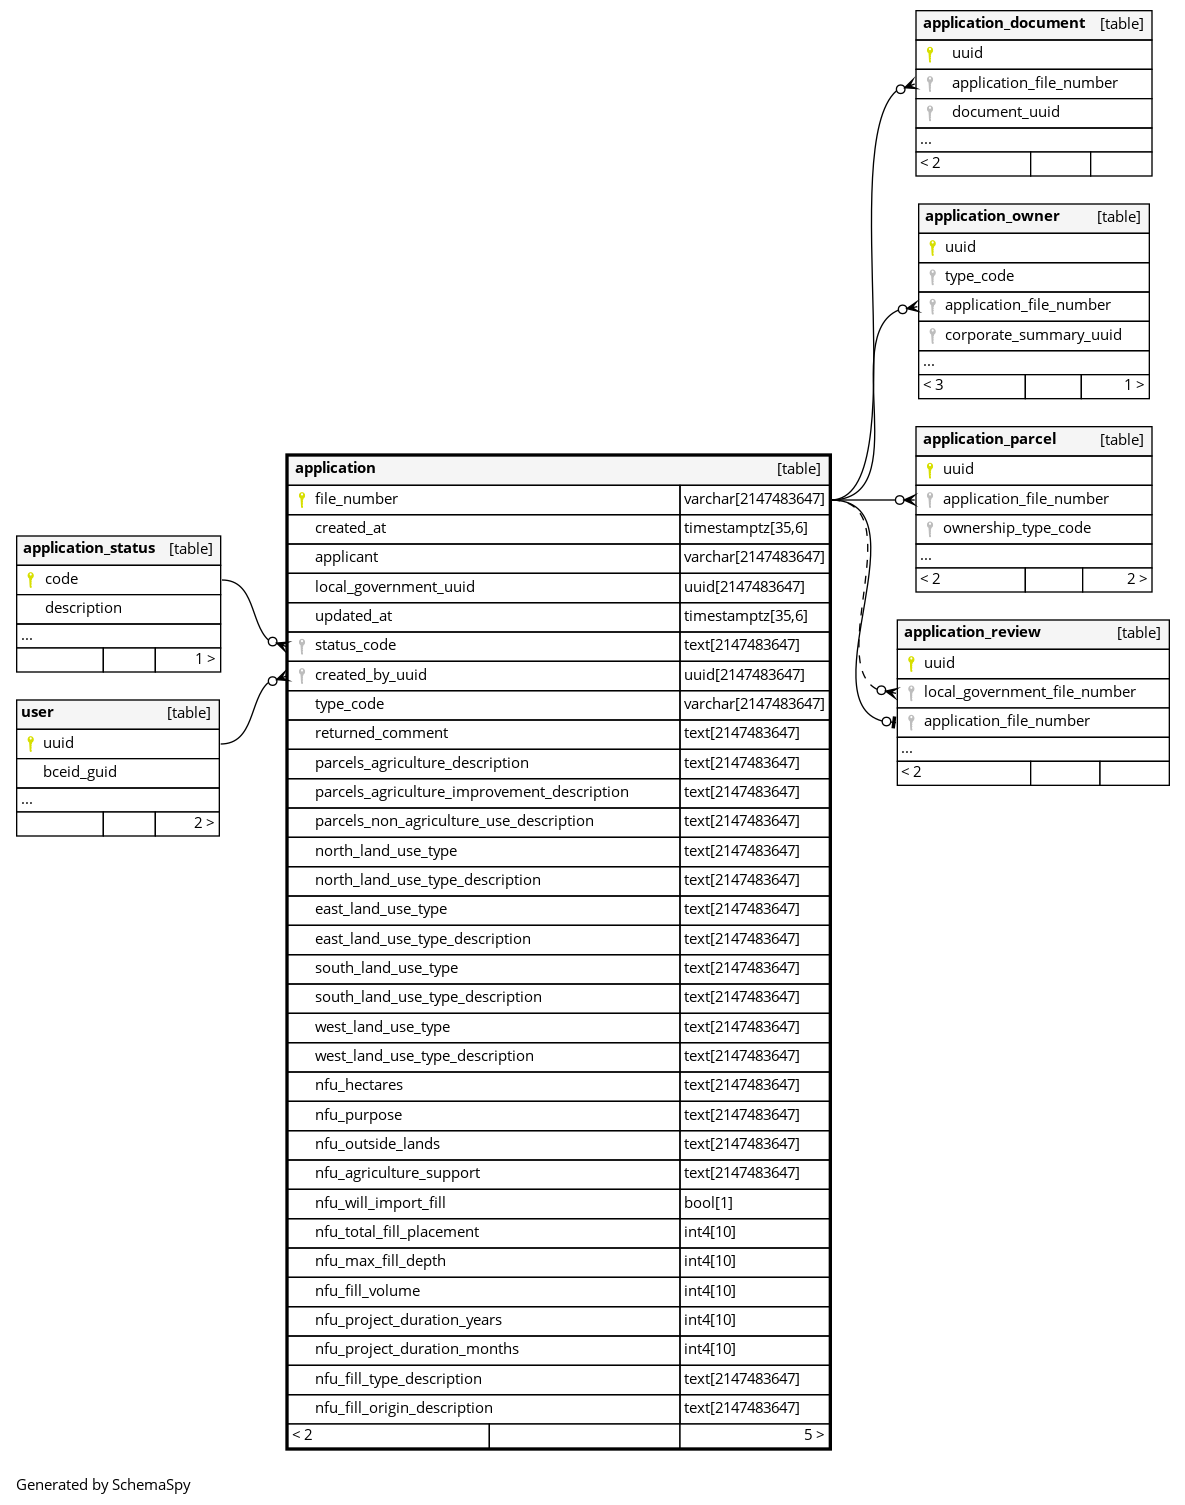 application_document [table]
uuid
application_file_number
document_uuid
...
< 2
application_owner [table]
uuid
type_code
application_file_number
corporate_summary_uuid
...
< 3 1 >
application_parcel [table]
uuid
application_file_number
ownership_type_code
...
< 2 2 >
application_review [table]
uuid
local_government_file_number
application_file_number
...
< 2
application [table]
file_number varchar[2147483647]
created_at timestamptz[35,6]
applicant varchar[2147483647]
local_government_uuid uuid[2147483647]
updated_at timestamptz[35,6]
status_code text[2147483647]
created_by_uuid uuid[2147483647]
type_code varchar[2147483647]
returned_comment text[2147483647]
parcels_agriculture_description text[2147483647]
parcels_agriculture_improvement_description text[2147483647]
parcels_non_agriculture_use_description text[2147483647]
north_land_use_type text[2147483647]
north_land_use_type_description text[2147483647]
east_land_use_type text[2147483647]
east_land_use_type_description text[2147483647]
south_land_use_type text[2147483647]
south_land_use_type_description text[2147483647]
west_land_use_type text[2147483647]
west_land_use_type_description text[2147483647]
nfu_hectares text[2147483647]
nfu_purpose text[2147483647]
nfu_outside_lands text[2147483647]
nfu_agriculture_support text[2147483647]
nfu_will_import_fill bool[1]
nfu_total_fill_placement int4[10]
nfu_max_fill_depth int4[10]
nfu_fill_volume int4[10]
nfu_project_duration_years int4[10]
nfu_project_duration_months int4[10]
nfu_fill_type_description text[2147483647]
nfu_fill_origin_description text[2147483647]
< 2 5 >
application_status [table]
code
description
...
1 >
user [table]
uuid
bceid_guid
...
2 >
Generated by SchemaSpy